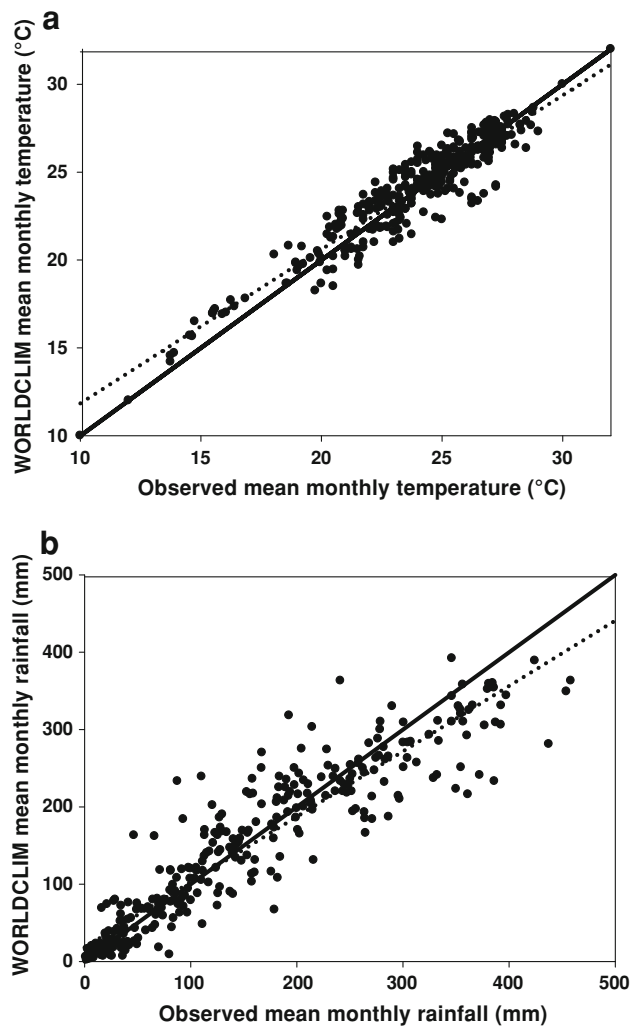 a
WORLDCLIM mean monthly temperature (°C)
30
25
20
15
10
10 15 20 25 30
Observed mean monthly temperature (°C)
b
WORLDCLIM mean monthly rainfall (mm)
500
400
300
200
100
0
0 100 200 300 400 500
Observed mean monthly rainfall (mm)